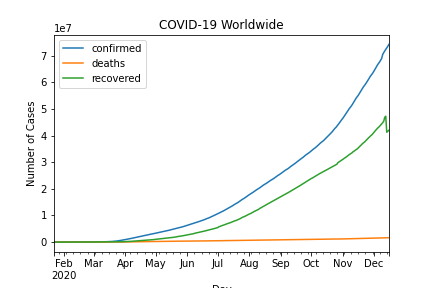 COVID-19 Worldwide
1e7
confirmed
deaths
recovered
7
6
5
4
3
2
1
0
Number of Cases
Feb Mar Apr May Jun Jul Aug Sep Oct Nov Dec
2020